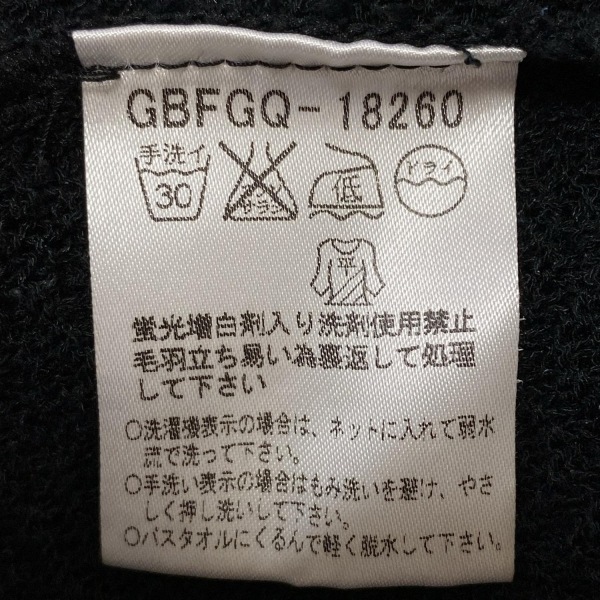 GBFGQ-18260
手洗イ 30 エンソ サラシ 低 ドライ
平
蛍光増白剤入り洗剤使用禁止
毛羽立ち易い為裏返して処理
して下さい
○洗濯機表示の場合は、ネットに入れて弱水
流で洗って下さい。
○手洗い表示の場合はもみ洗いを避け、やさ
しく押し洗いして下さい。
○バスタオルにくるんで軽く脱水して下さい。